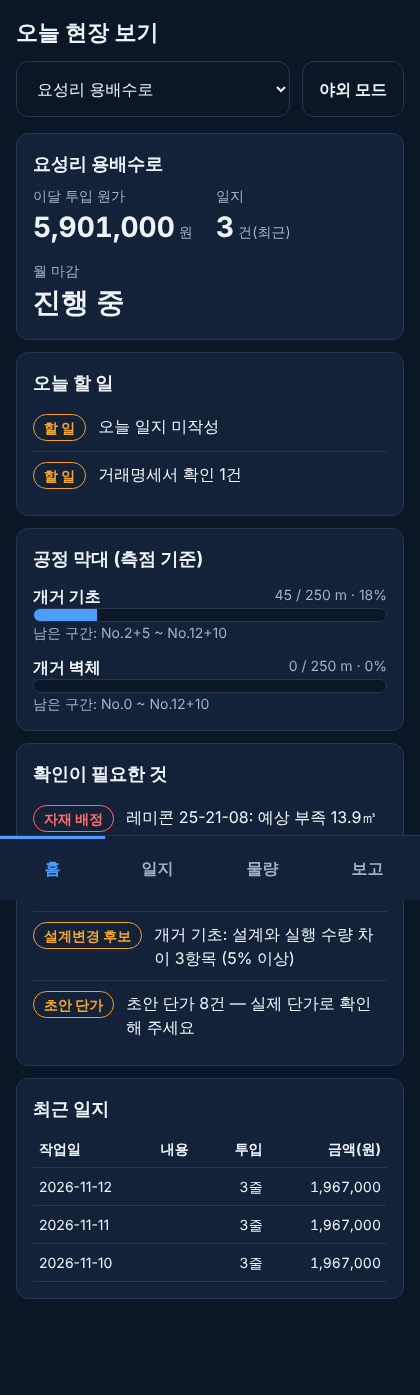 오늘 현장 보기
요성리 용배수로
야외 모드
요성리 용배수로
이달 투입 원가
일지
5,901,000 원
3 건(최근)
월 마감
진행 중
오늘 할 일
할 일 오늘 일지 미작성
할 일 거래명세서 확인 1건
공정 막대 (측점 기준)
개거 기초 45 / 250 m · 18%
남은 구간: No.2+5 ~ No.12+10
개거 벽체 0 / 250 m · 0%
남은 구간: No.0 ~ No.12+10
확인이 필요한 것
자재 배정 레미콘 25-21-08: 예상 부족 13.9㎥
홈 일지 물량 보고
설계변경 후보 개거 기초: 설계와 실행 수량 차
이 3항목 (5% 이상)
초안 단가 초안 단가 8건 — 실제 단가로 확인
해 주세요
최근 일지
작업일 내용 투입 금액(원)
2026-11-12 3줄 1,967,000
2026-11-11 3줄 1,967,000
2026-11-10 3줄 1,967,000